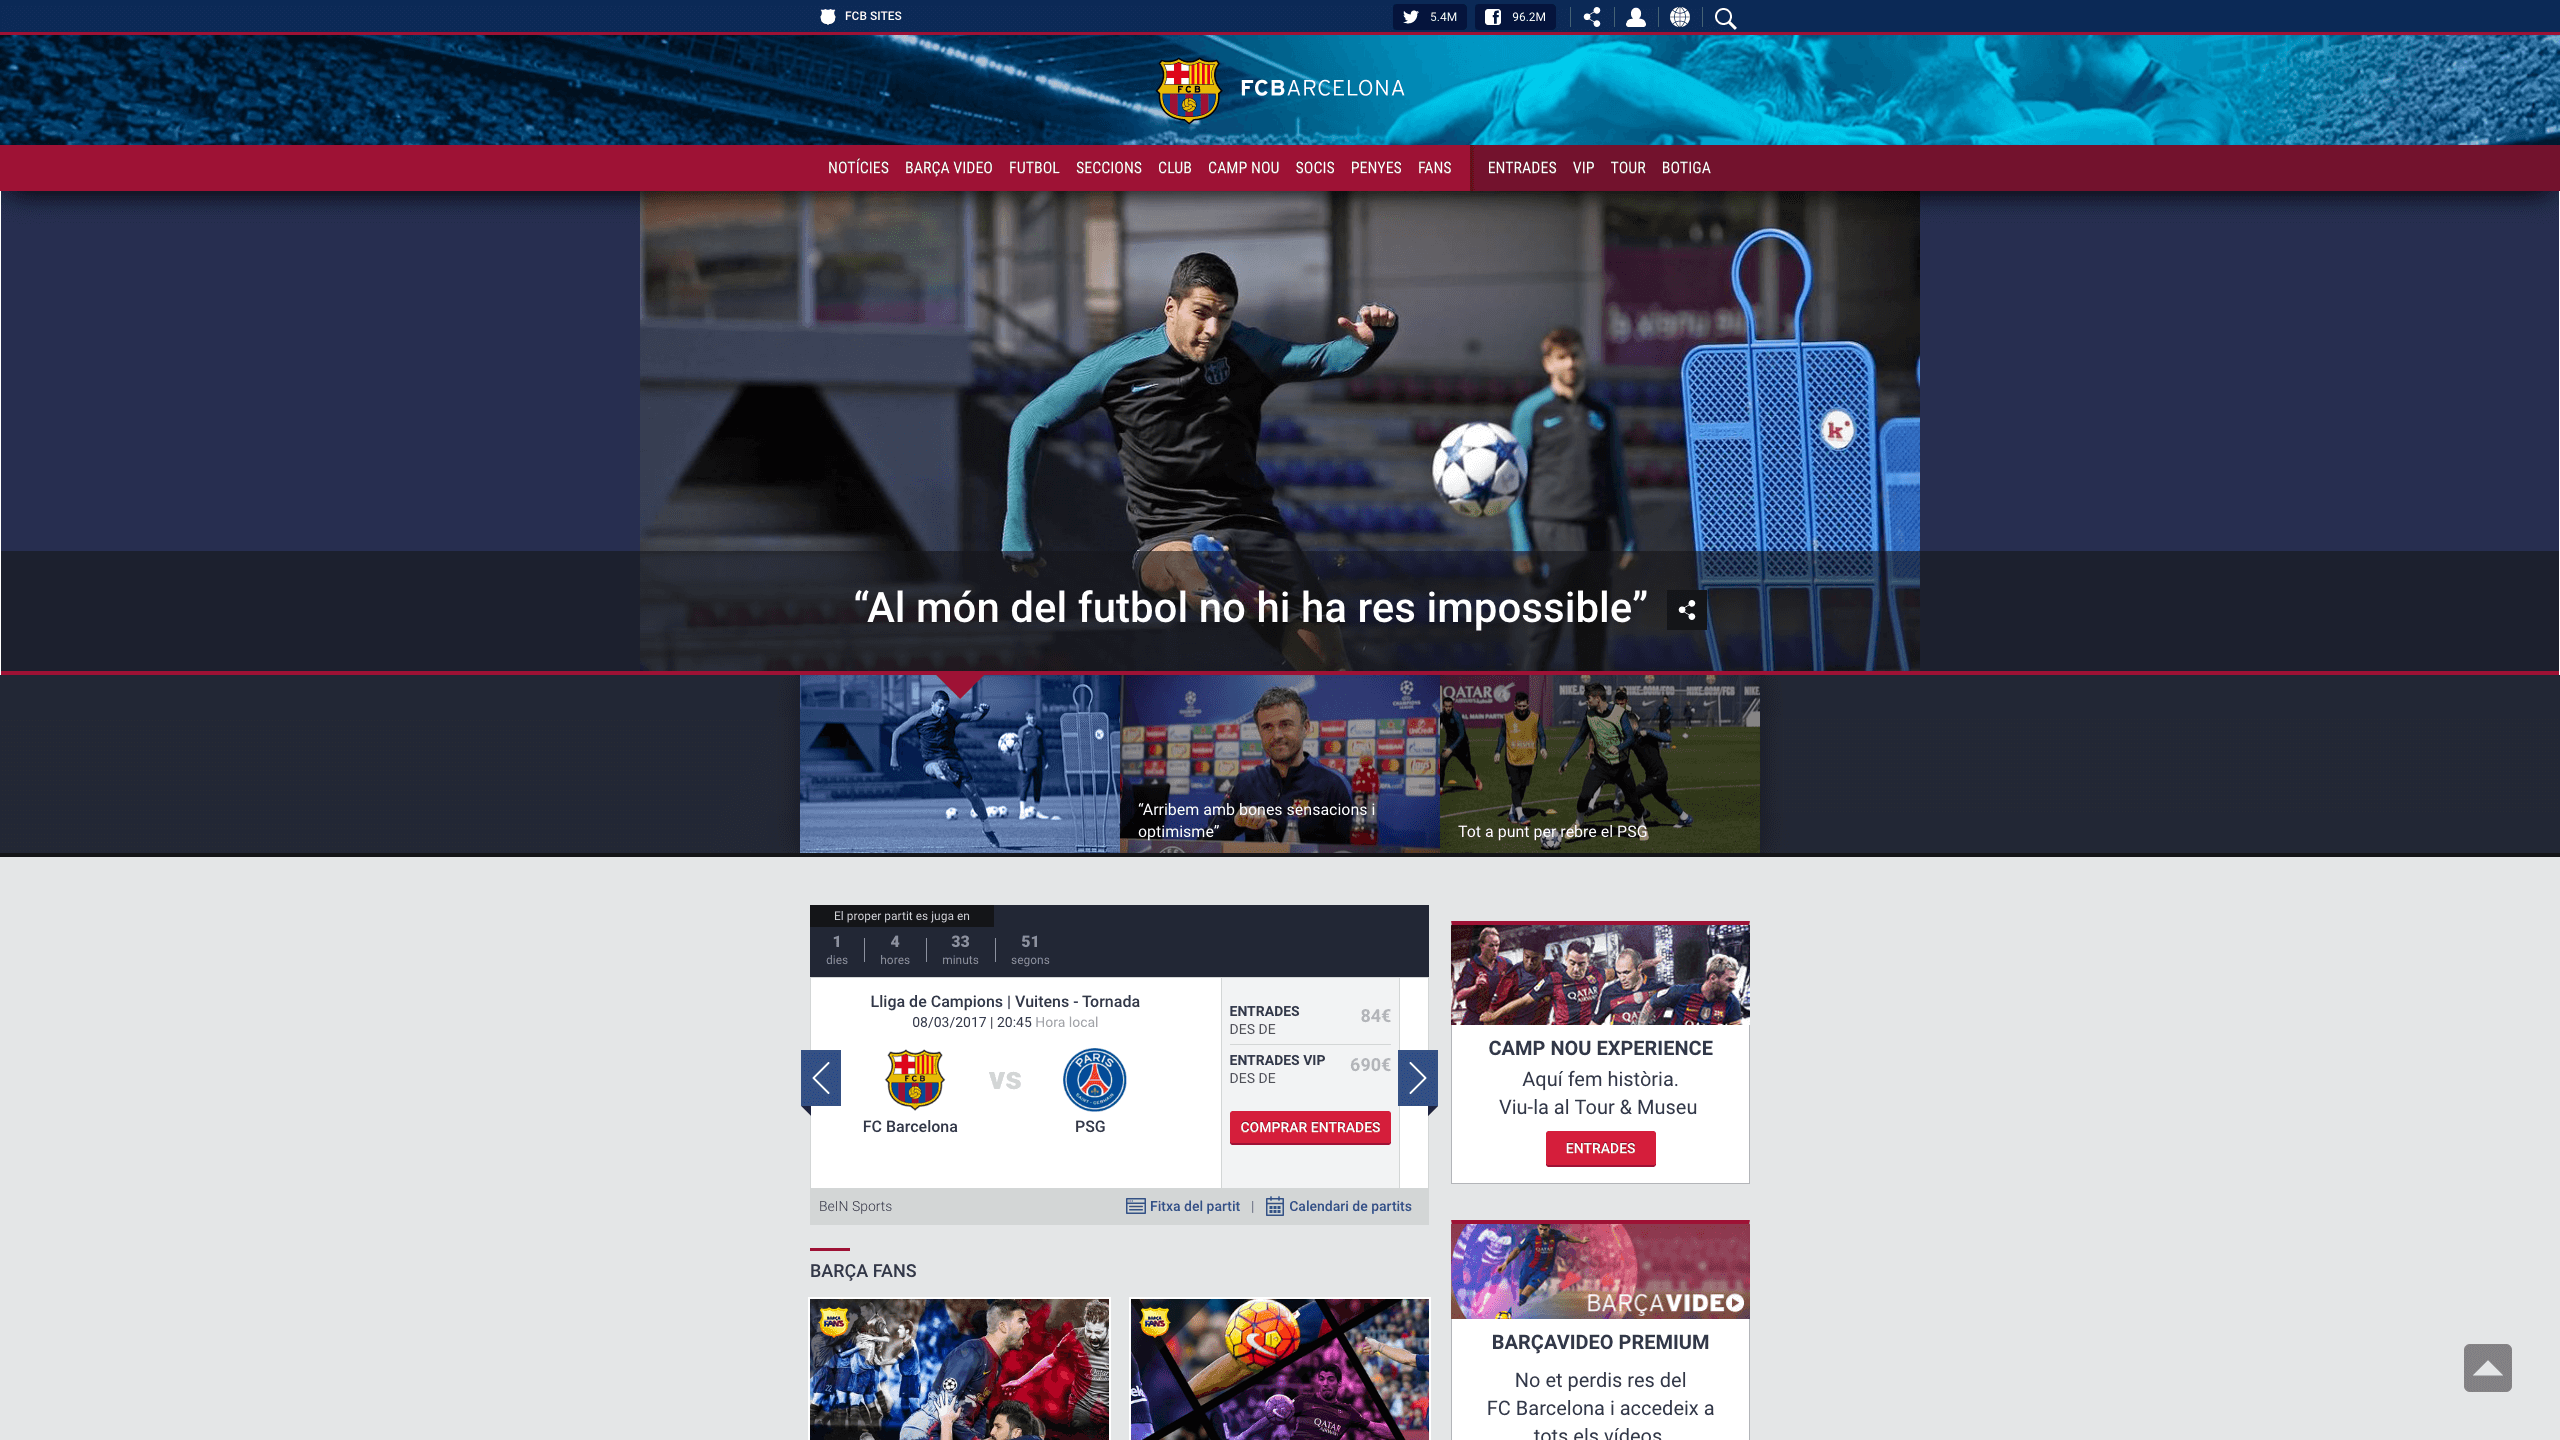 FCB SITES
5.4M
96.2M
FCB
FCBARCELONA
NOTÍCIES BARÇA VIDEO FUTBOL SECCIONS CLUB CAMP NOU SOCIS PENYES FANS ENTRADES VIP TOUR BOTIGA
“Al món del futbol no hi ha res impossible”
“Arribem amb bones sensacions i
optimisme”
QATAR
Tot a punt per rebre el PSG
El proper partit es juga en
1 4 33 51
dies hores minuts segons
Lliga de Campions | Vuitens - Tornada
08/03/2017 | 20:45 Hora local
FCB
VS
PARIS
SAINT-GERMAIN
FC Barcelona
PSG
ENTRADES
DES DE
84€
ENTRADES VIP
DES DE
690€
COMPRAR ENTRADES
BeIN Sports
Fitxa del partit | Calendari de partits
CAMP NOU EXPERIENCE
Aquí fem història.
Viu-la al Tour & Museu
ENTRADES
BARÇA FANS
BARÇAVIDEO
BARÇAVIDEO PREMIUM
No et perdis res del
FC Barcelona i accedeix a
tots els vídeos